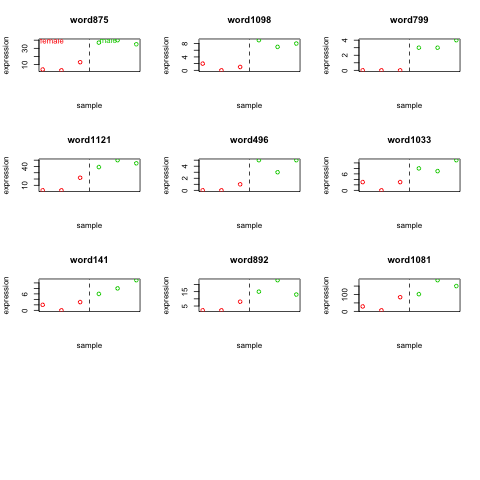 word875 word1098 word799
female male
expression 10 30
expression 0 4 8
expression 0 2 4
sample sample sample
word1121 word496 word1033
expression 10 40
expression 0 2 4
expression 0 6
sample sample sample
word141 word892 word1081
expression 0 6
expression 5 15
expression 0 100
sample sample sample